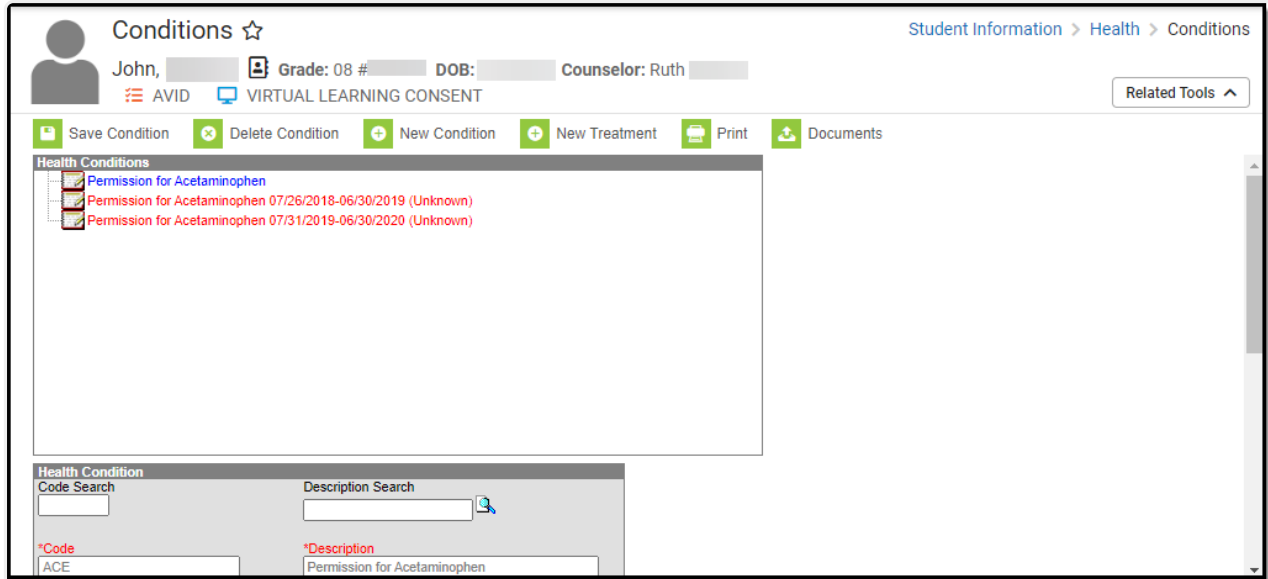 Conditions
Student Information > Health > Conditions
John, Grade: 08 # DOB: Counselor: Ruth
AVID VIRTUAL LEARNING CONSENT
Related Tools
Save Condition Delete Condition New Condition New Treatment Print Documents
Health Conditions
Permission for Acetaminophen
Permission for Acetaminophen 07/26/2018-06/30/2019 (Unknown)
Permission for Acetaminophen 07/31/2019-06/30/2020 (Unknown)
Health Condition
Code Search Description Search
*Code *Description
ACE Permission for Acetaminophen